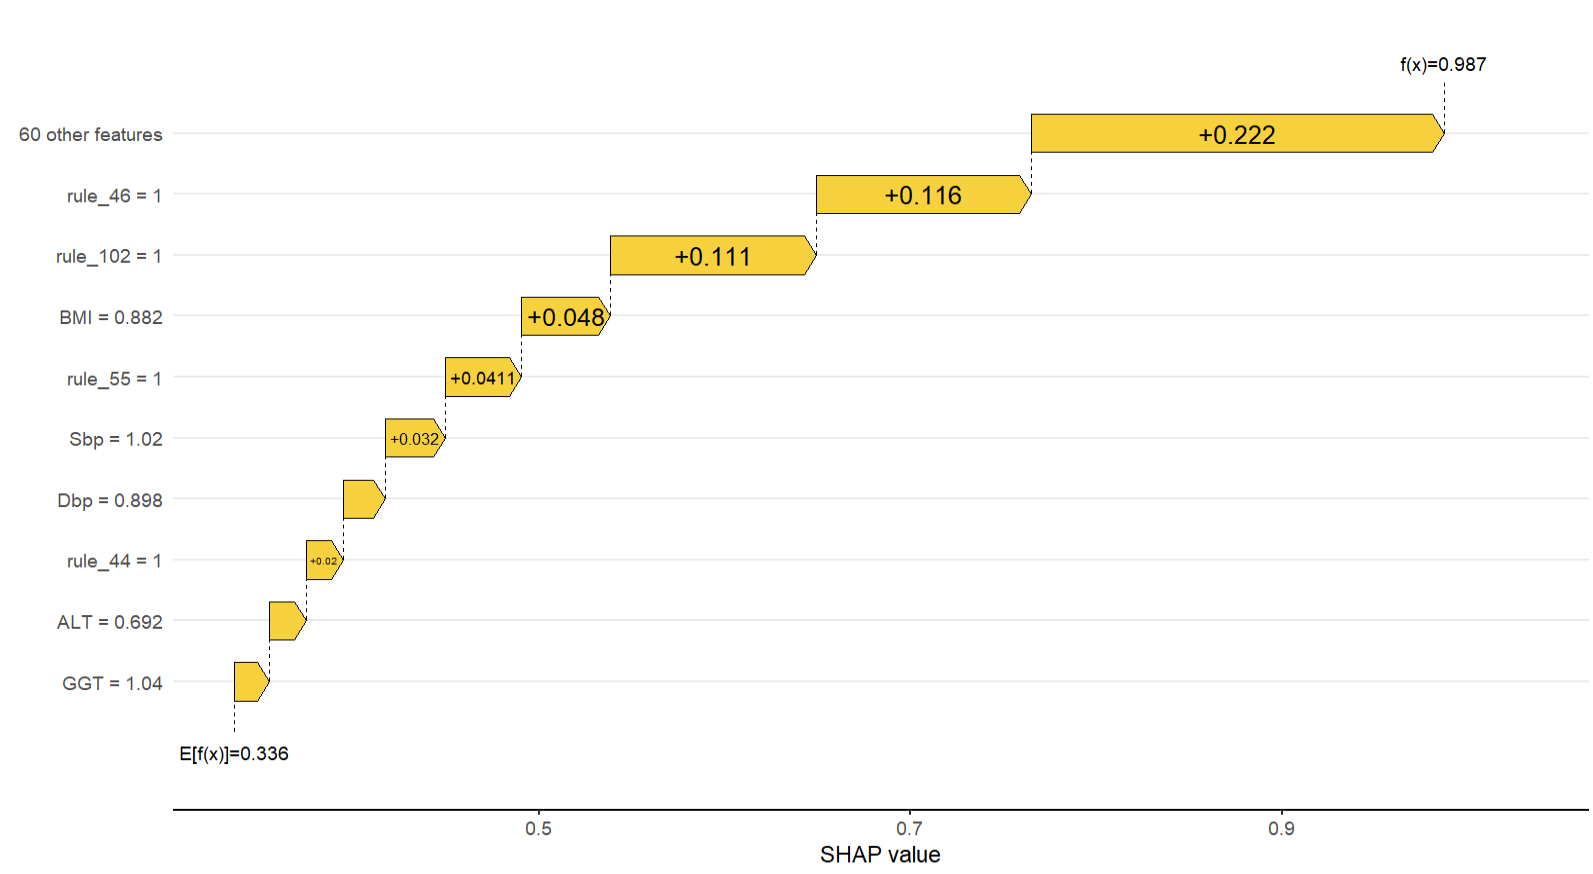 f(x)=0.987
60 other features +0.222
rule_46 = 1 +0.116
rule_102 = 1 +0.111
BMI = 0.882 +0.048
rule_55 = 1 +0.0411
Sbp = 1.02 +0.032
Dbp = 0.898
rule_44 = 1 +0.02
ALT = 0.692
GGT = 1.04
E[f(x)]=0.336
0.5 0.7 0.9
SHAP value